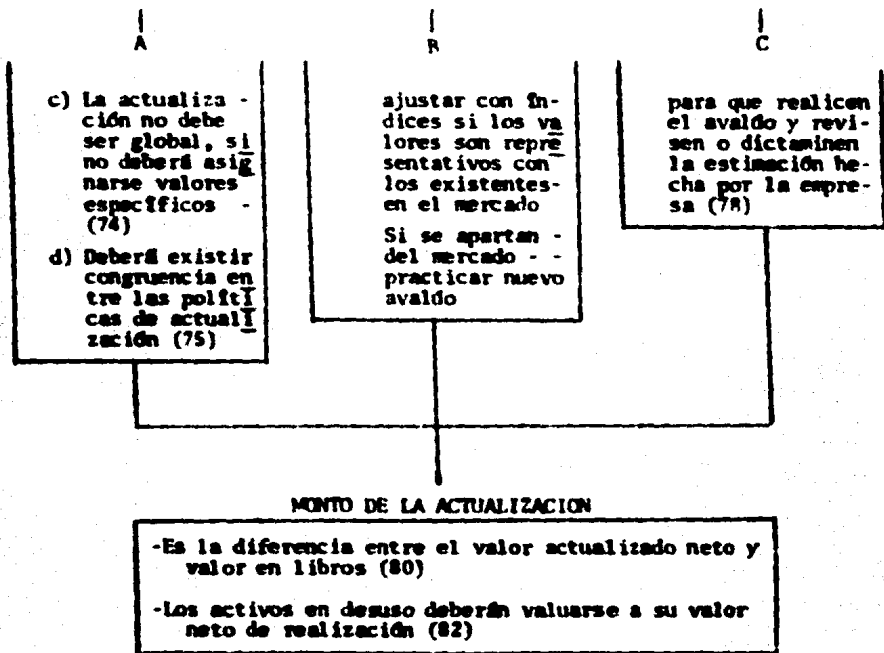 A
B
C
c) La actualiza -
ción no debe
ser global, si
no deberá asig
narse valores
específicos -
(74)
d) Deberá existir
congruencia en
tre las polīti
cas de actuali
zación (75)
ajustar con īn-
dices si los va
lores son repre
sentativos con
los existentes-
en el mercado
Si se apartan -
del mercado - -
practicar nuevo
avalúo
para que realicen
el avalúo y revi-
sen o dictaminen
la estimación he-
cha por la empre-
sa (78)
MONTO DE LA ACTUALIZACION
-Es la diferencia entre el valor actualizado neto y
valor en libros (80)
-Los activos en desuso deberán valuarse a su valor
neto de realización (82)